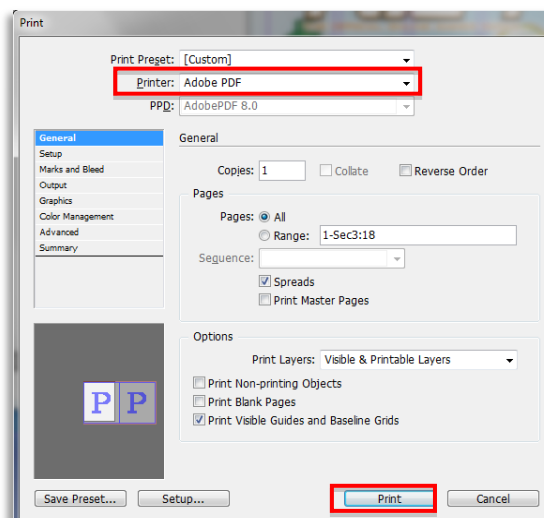 Print
Print Preset: [Custom]
Printer: Adobe PDF
PPD: AdobePDF 8.0
General
Setup
Marks and Bleed
Output
Graphics
Color Management
Advanced
Summary
General
Copies: 1 Collate Reverse Order
Pages
Pages: All
Range: 1-Sec3:18
Sequence:
Spreads
Print Master Pages
Options
Print Layers: Visible & Printable Layers
Print Non-printing Objects
Print Blank Pages
Print Visible Guides and Baseline Grids
P P
Save Preset... Setup... Print Cancel